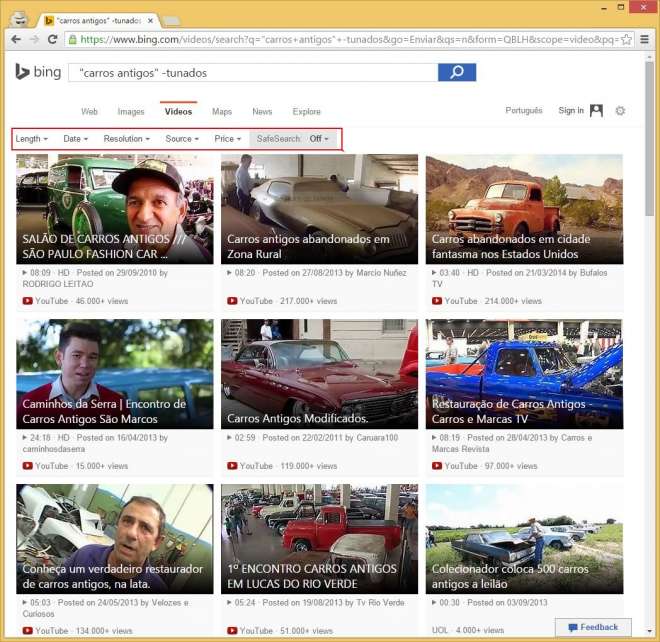 "carros antigos" -tunados
https://www.bing.com/videos/search?q="carros+antigos"+-tunados&go=Enviar&qs=n&form=QBLH&scope=video&pq=
bing
"carros antigos" -tunados
Web Images Videos Maps News Explore
Português Sign in
Length Date Resolution Source Price SafeSearch: Off
SALÃO DE CARROS ANTIGOS ///
SÃO PAULO FASHION CAR ...
08:09 · HD · Posted on 29/09/2010 by
RODRIGO LEITAO
YouTube · 46.000+ views
Carros antigos abandonados em
Zona Rural
08:20 · Posted on 27/08/2013 by Marcio Nuñez
YouTube · 217.000+ views
Carros abandonados em cidade
fantasma nos Estados Unidos
03:40 · HD · Posted on 21/03/2014 by Bufalos
TV
YouTube · 214.000+ views
Caminhos da Serra | Encontro de
Carros Antigos São Marcos
24:18 · HD · Posted on 16/04/2013 by
caminhosdaserra
YouTube · 15.000+ views
Carros Antigos Modificados.
02:59 · Posted on 22/02/2011 by Caruara100
YouTube · 119.000+ views
Restauração de Carros Antigos -
Carros e Marcas TV
08:19 · Posted on 28/04/2013 by Carros e
Marcas Revista
YouTube · 97.000+ views
Conheça um verdadeiro restaurador
de carros antigos, na lata.
05:03 · Posted on 24/05/2013 by Velozes e
Curiosos
YouTube · 134.000+ views
1º ENCONTRO CARROS ANTIGOS
EM LUCAS DO RIO VERDE
05:24 · Posted on 19/08/2013 by Tv Rio Verde
YouTube · 51.000+ views
Colecionador coloca 500 carros
antigos a leilão
00:30 · Posted on 03/09/2013
UOL · 4.000+ views
Feedback